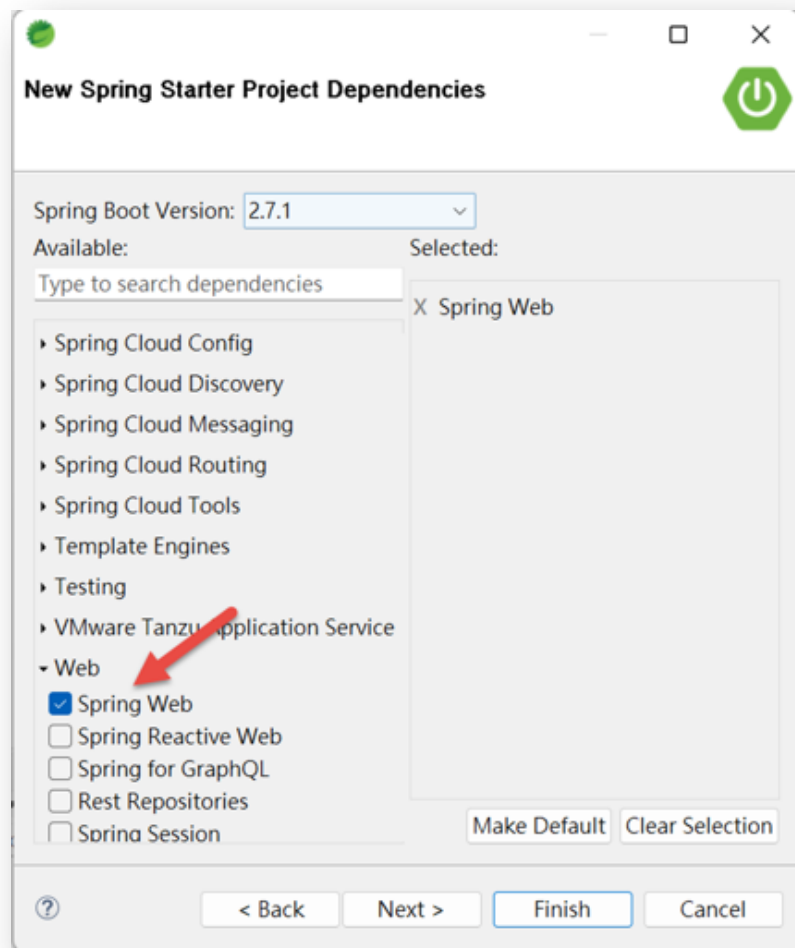 New Spring Starter Project Dependencies
Spring Boot Version: 2.7.1
Available:
Selected:
Type to search dependencies
X Spring Web
Spring Cloud Config
Spring Cloud Discovery
Spring Cloud Messaging
Spring Cloud Routing
Spring Cloud Tools
Template Engines
Testing
VMware Tanzu Application Service
Web
Spring Web
Spring Reactive Web
Spring for GraphQL
Rest Repositories
Spring Session
Make Default
Clear Selection
?
< Back
Next >
Finish
Cancel